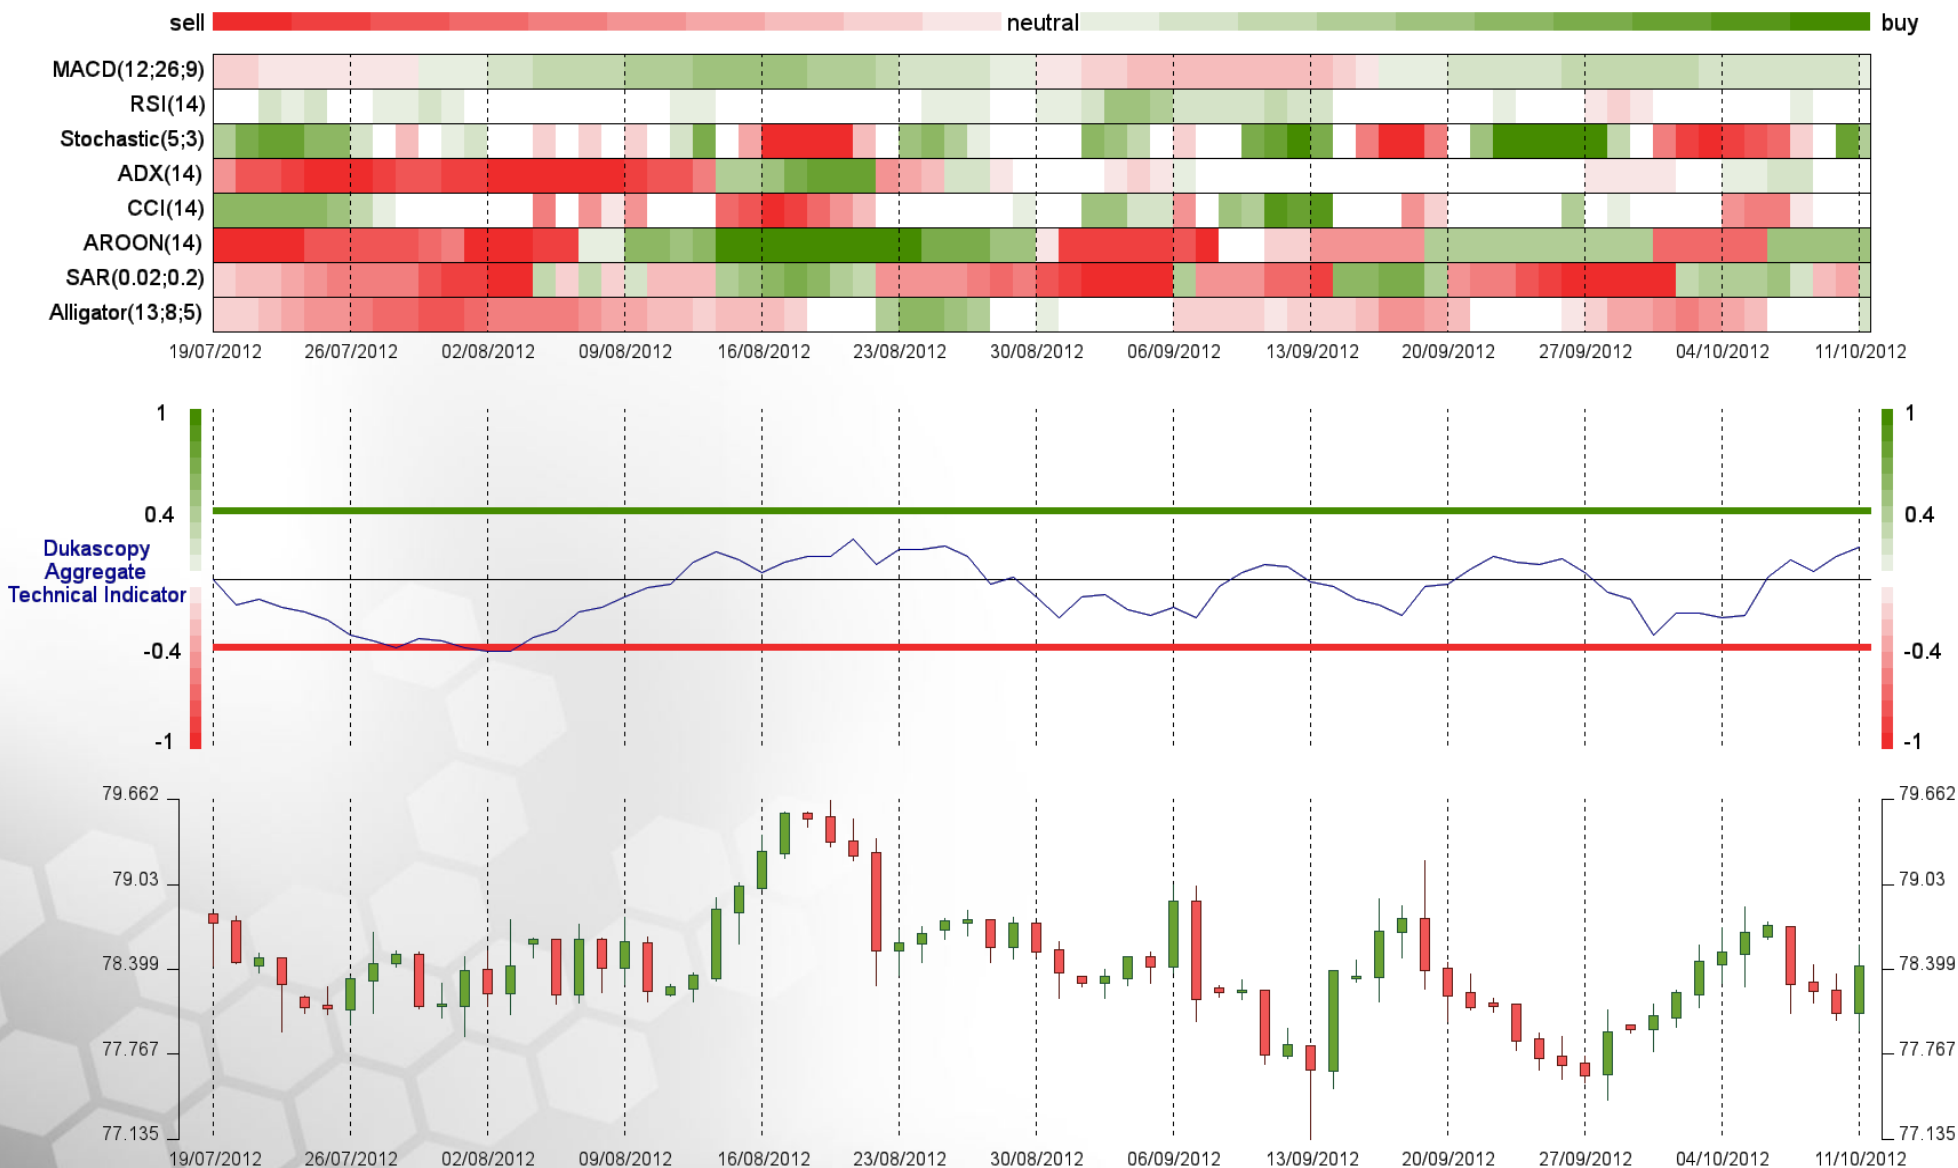 sell neutral buy
MACD(12;26;9)
RSI(14)
Stochastic(5;3)
ADX(14)
CCI(14)
AROON(14)
SAR(0.02;0.2)
Alligator(13;8;5)
19/07/2012 26/07/2012 02/08/2012 09/08/2012 16/08/2012 23/08/2012 30/08/2012 06/09/2012 13/09/2012 20/09/2012 27/09/2012 04/10/2012 11/10/2012
1 1
0.4 0.4
Dukascopy
Aggregate
Technical Indicator
-0.4 -0.4
-1 -1
79.662 79.662
79.03 79.03
78.399 78.399
77.767 77.767
77.135 77.135
19/07/2012 26/07/2012 02/08/2012 09/08/2012 16/08/2012 23/08/2012 30/08/2012 06/09/2012 13/09/2012 20/09/2012 27/09/2012 04/10/2012 11/10/2012